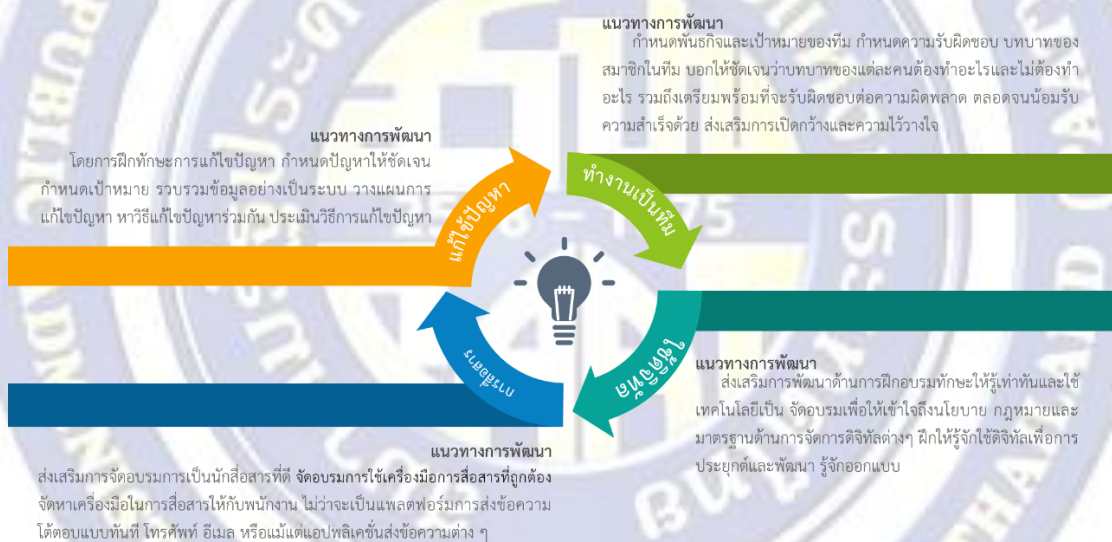 แนวทางการพัฒนา
กำหนดพันธกิจและเป้าหมายของทีม กำหนดความรับผิดชอบ บทบาทของ
สมาชิกในทีม บอกให้ชัดเจนว่าบทบาทของแต่ละคนต้องทำอะไรและไม่ต้องทำ
อะไร รวมถึงเตรียมพร้อมที่จะรับผิดชอบต่อความผิดพลาด ตลอดจนน้อมรับ
ความสำเร็จด้วย ส่งเสริมการเปิดกว้างและความไว้วางใจ
แนวทางการพัฒนา
โดยการฝึกทักษะการแก้ไขปัญหา กำหนดปัญหาให้ชัดเจน
กำหนดเป้าหมาย รวบรวมข้อมูลอย่างเป็นระบบ วางแผนการ
แก้ไขปัญหา หาวิธีแก้ไขปัญหาร่วมกัน ประเมินวิธีการแก้ไขปัญหา
แก้ไข้ปัญหา
ทำงานเป็นทีม
การสื่อสาร
ใช้ดิจิทัล
แนวทางการพัฒนา
ส่งเสริมการพัฒนาด้านการฝึกอบรมทักษะให้รู้เท่าทันและใช้
เทคโนโลยีเป็น จัดอบรมเพื่อให้เข้าใจถึงนโยบาย กฎหมายและ
มาตรฐานด้านการจัดการดิจิทัลต่างๆ ฝึกให้รู้จักใช้ดิจิทัลเพื่อการ
ประยุกต์และพัฒนา รู้จักออกแบบ
แนวทางการพัฒนา
ส่งเสริมการจัดอบรมการเป็นนักสื่อสารที่ดี จัดอบรมการใช้เครื่องมือการสื่อสารที่ถูกต้อง
จัดหาเครื่องมือในการสื่อสารให้กับพนักงาน ไม่ว่าจะเป็นแพลตฟอร์มการส่งข้อความ
โต้ตอบแบบทันที โทรศัพท์ อีเมล หรือแม้แต่แอปพลิเคชั่นส่งข้อความต่าง ๆ